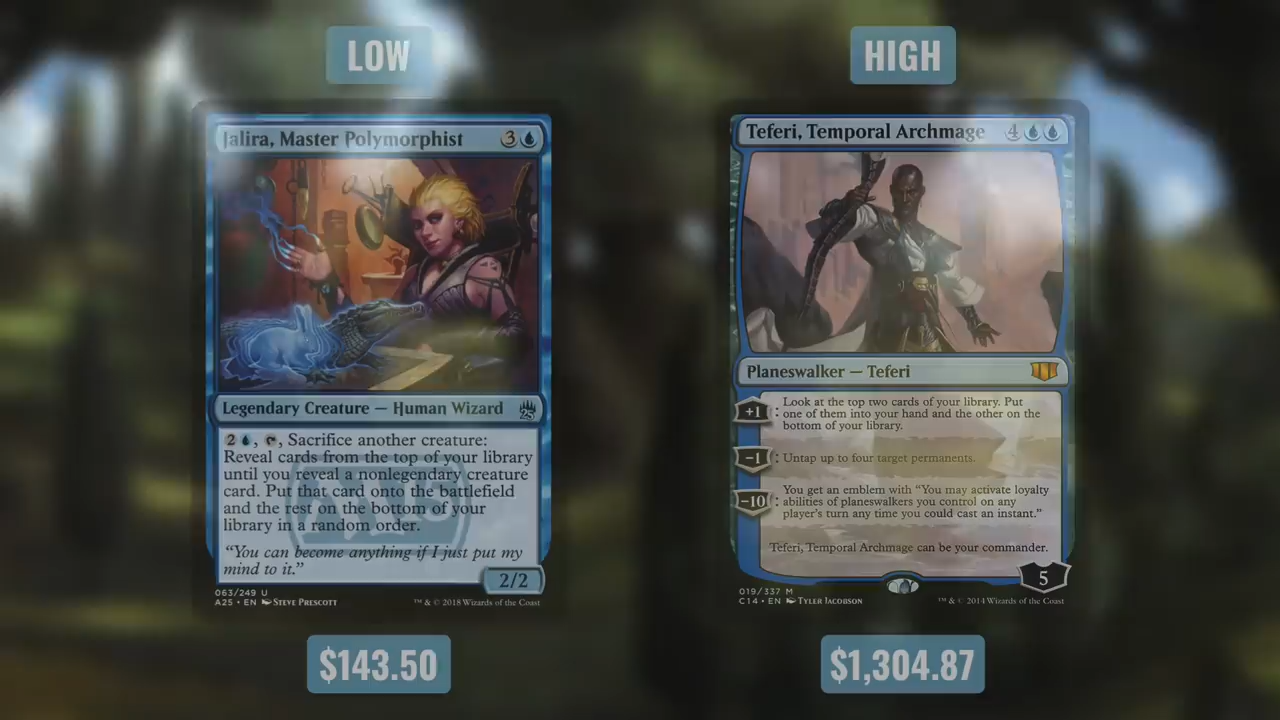 LOW
Jalira, Master Polymorphist 3
Legendary Creature — Human Wizard
2 , , Sacrifice another creature:
Reveal cards from the top of your library
until you reveal a nonlegendary creature
card. Put that card onto the battlefield
and the rest on the bottom of your
library in a random order.
“You can become anything if I just put my
mind to it.”
2/2
063/249 U
A25 • EN STEVE PRESCOTT
™ & © 2018 Wizards of the Coast
$143.50
HIGH
Teferi, Temporal Archmage 4
Planeswalker — Teferi
+1 : Look at the top two cards of your library. Put
one of them into your hand and the other on the
bottom of your library.
−1 : Untap up to four target permanents.
−10 : You get an emblem with “You may activate loyalty
abilities of planeswalkers you control on any
player's turn any time you could cast an instant.”
Teferi, Temporal Archmage can be your commander.
5
019/337 M
C14 • EN TYLER JACOBSON
™ & © 2014 Wizards of the Coast
$1,304.87